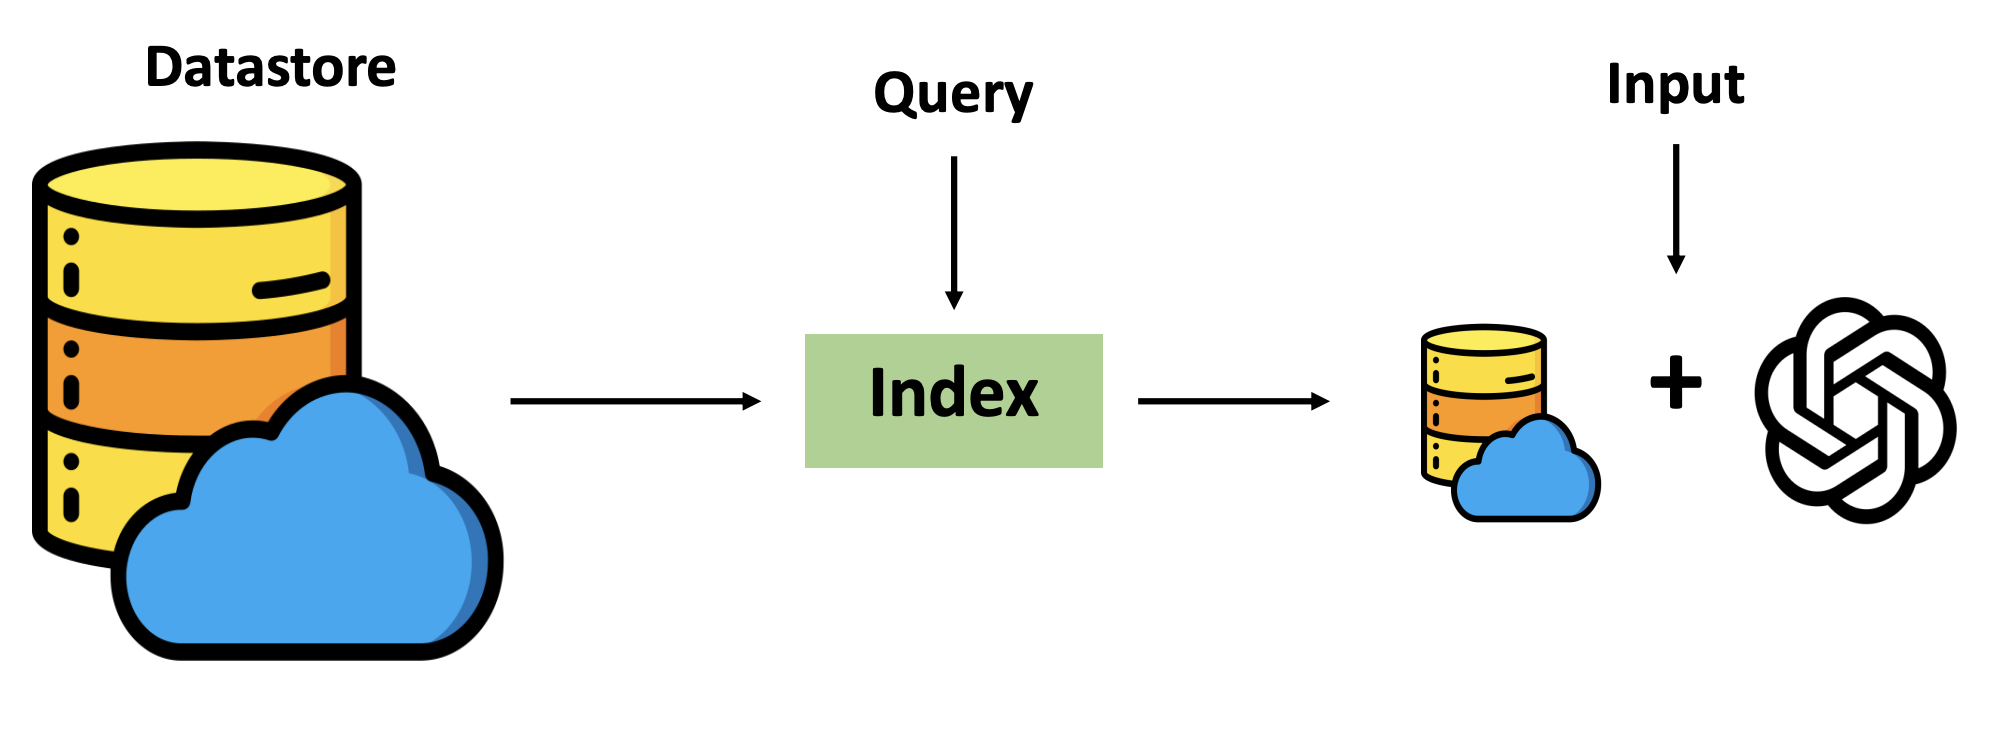 Datastore
Query
Input
Index
+